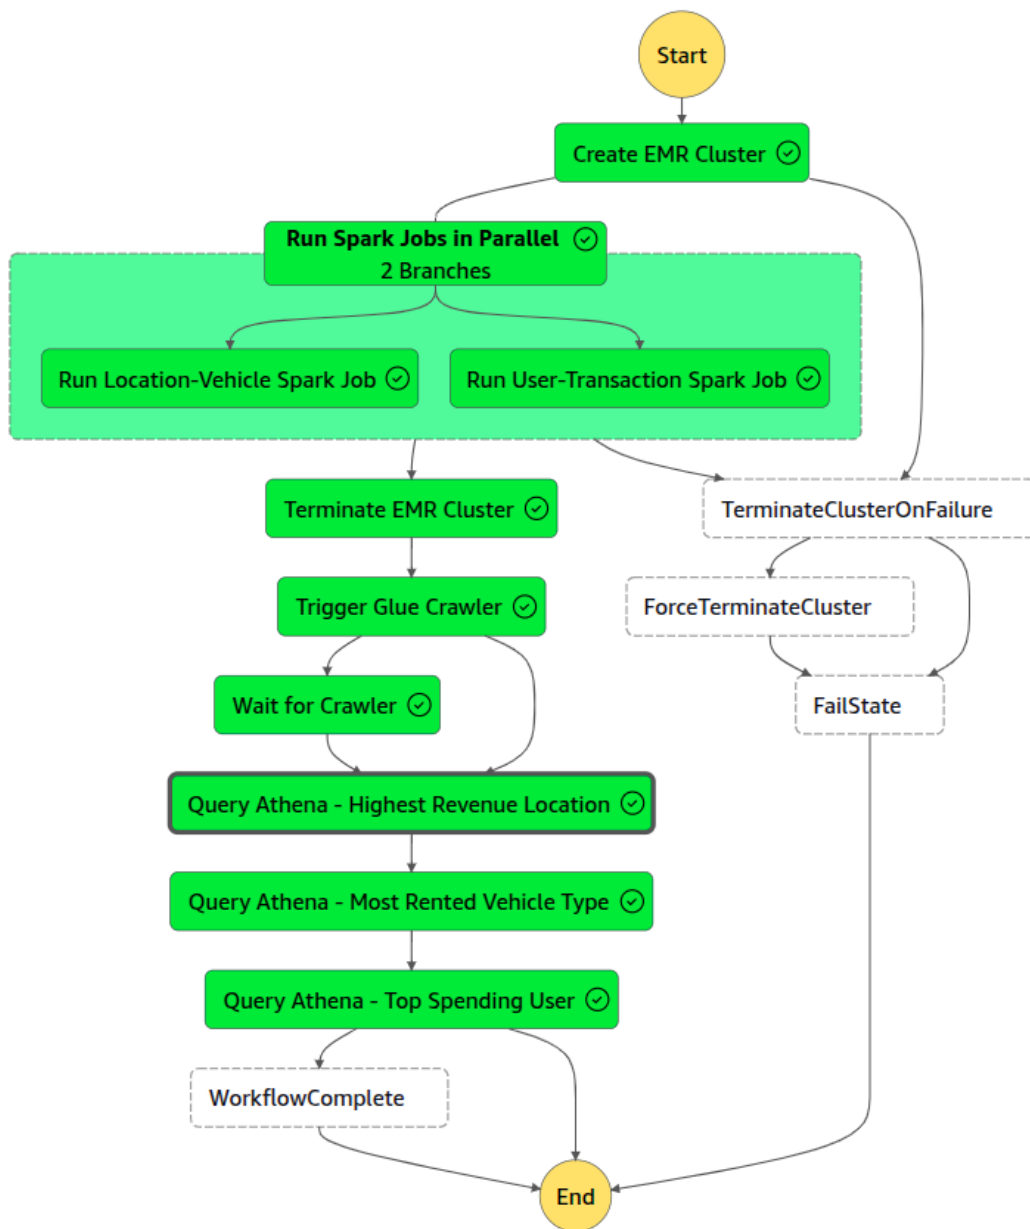 Start
Create EMR Cluster
Run Spark Jobs in Parallel
2 Branches
Run Location-Vehicle Spark Job
Run User-Transaction Spark Job
Terminate EMR Cluster
TerminateClusterOnFailure
Trigger Glue Crawler
ForceTerminateCluster
Wait for Crawler
FailState
Query Athena - Highest Revenue Location
Query Athena - Most Rented Vehicle Type
Query Athena - Top Spending User
WorkflowComplete
End